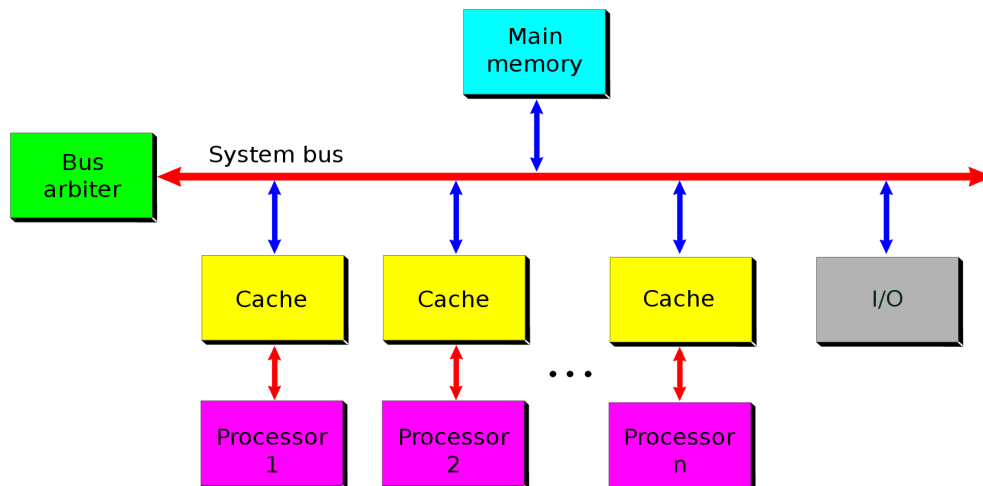 Main
memory
System bus
Bus
arbiter
Cache
Cache
Cache
I/O
...
Processor
1
Processor
2
Processor
n